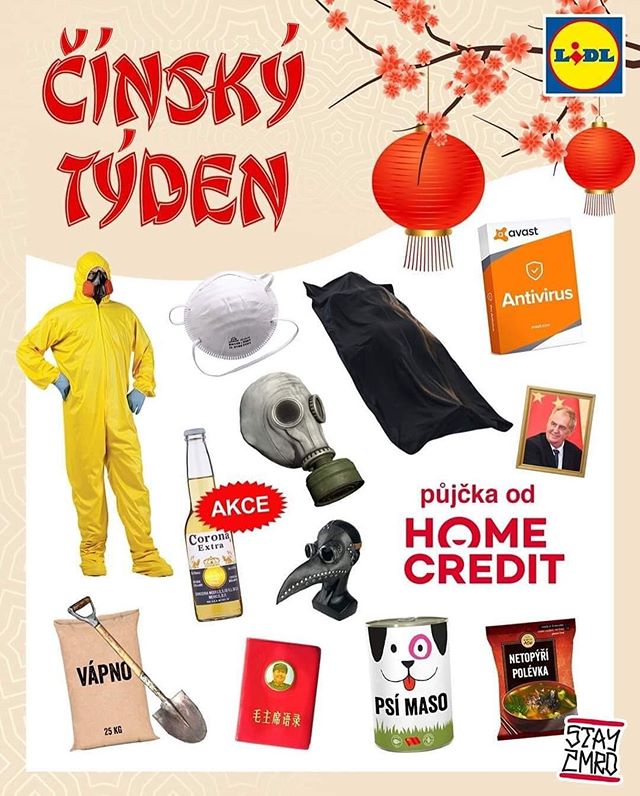 ČÍNSKÝ
TÝDEN
LIDL
avast
Antivirus
AKCE
Corona
Extra
půjčka od
HOME
CREDIT
VÁPNO
25 KG
毛主席语录
PSÍ MASO
NETOPÝŘÍ
POLÉVKA
STAY
CMRD